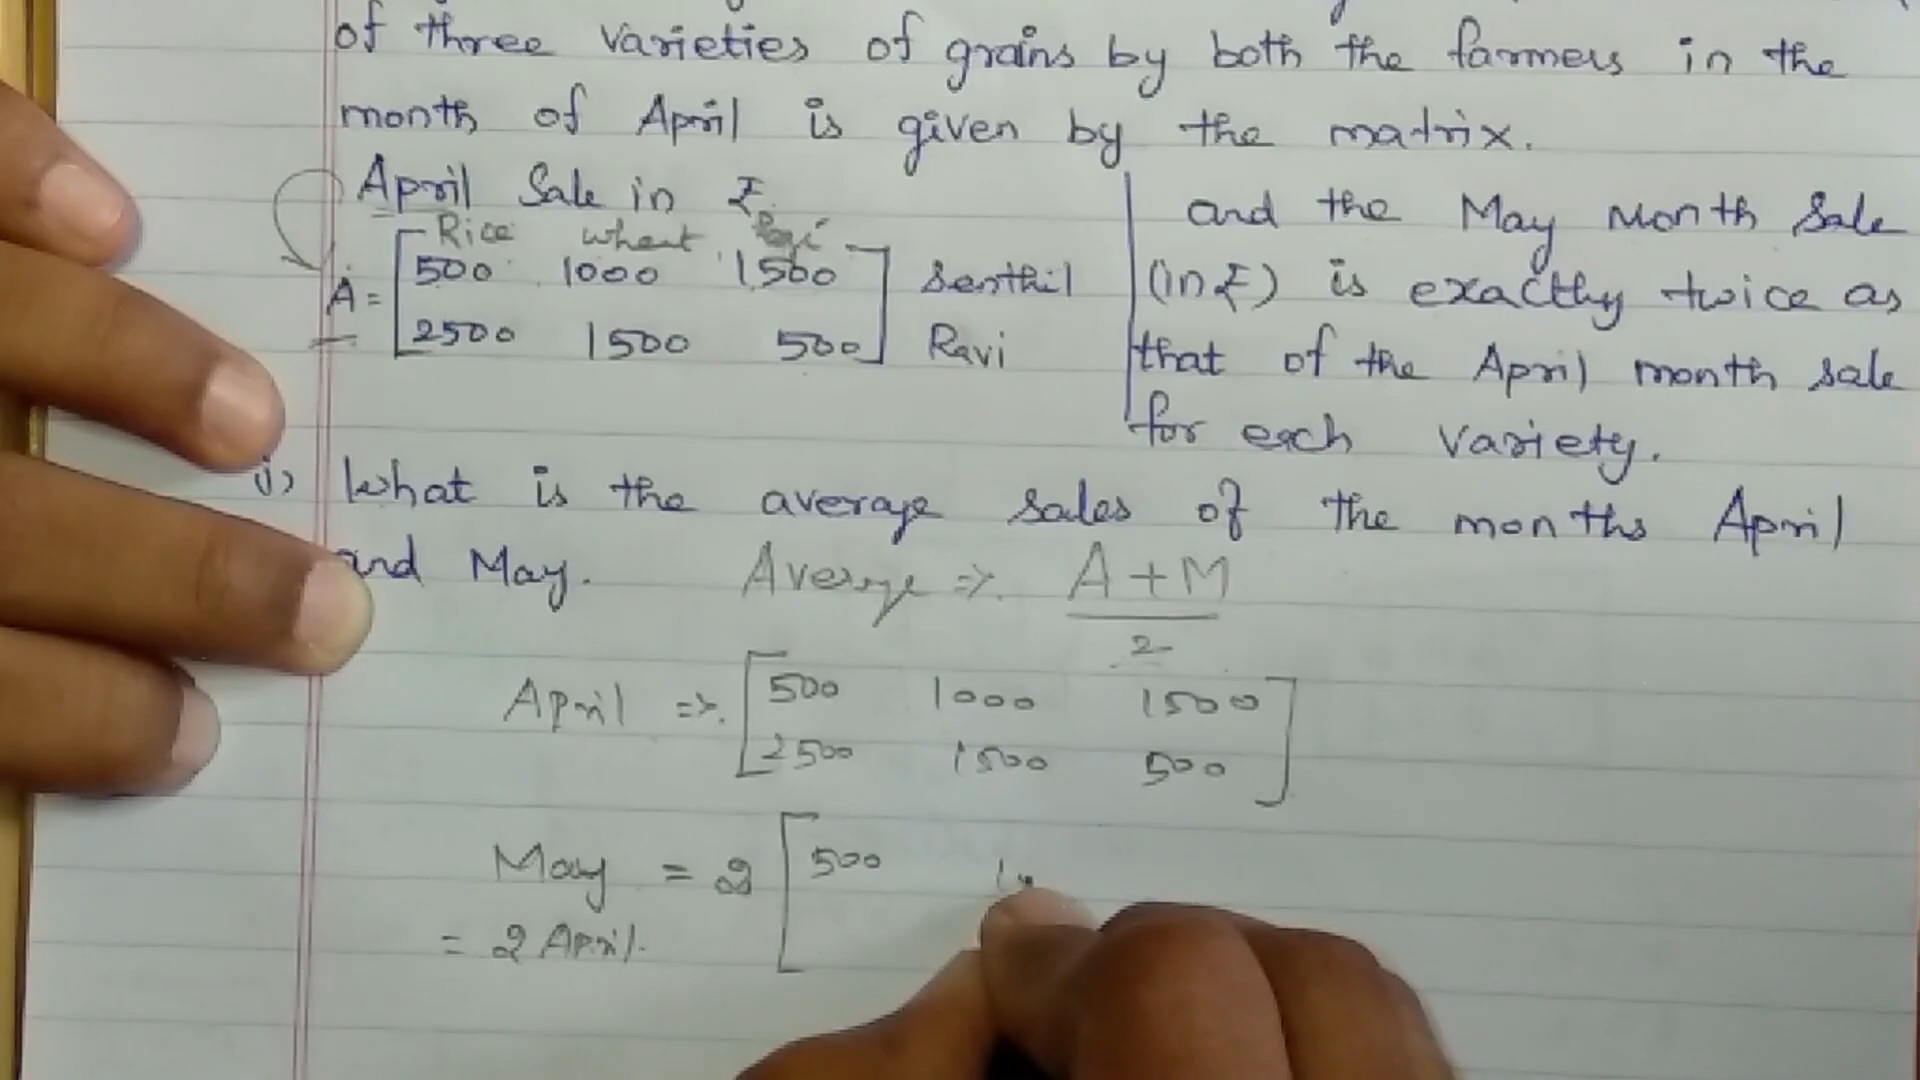 of three varieties of grains by both the farmers in the
month of April is given by the matrix.
April Sale in ₹
Rice wheat Ragi
A = [ 500 1000 1500 ] Senthil
2500 1500 500 Ravi
and the May Month Sale
(in ₹) is exactly twice as
that of the April month sale
for each variety.
i) What is the average sales of the months April
and May. Average => A + M
2
April => [ 500 1000 1500 ]
2500 1500 500
May = 2 [ 500
= 2 April.